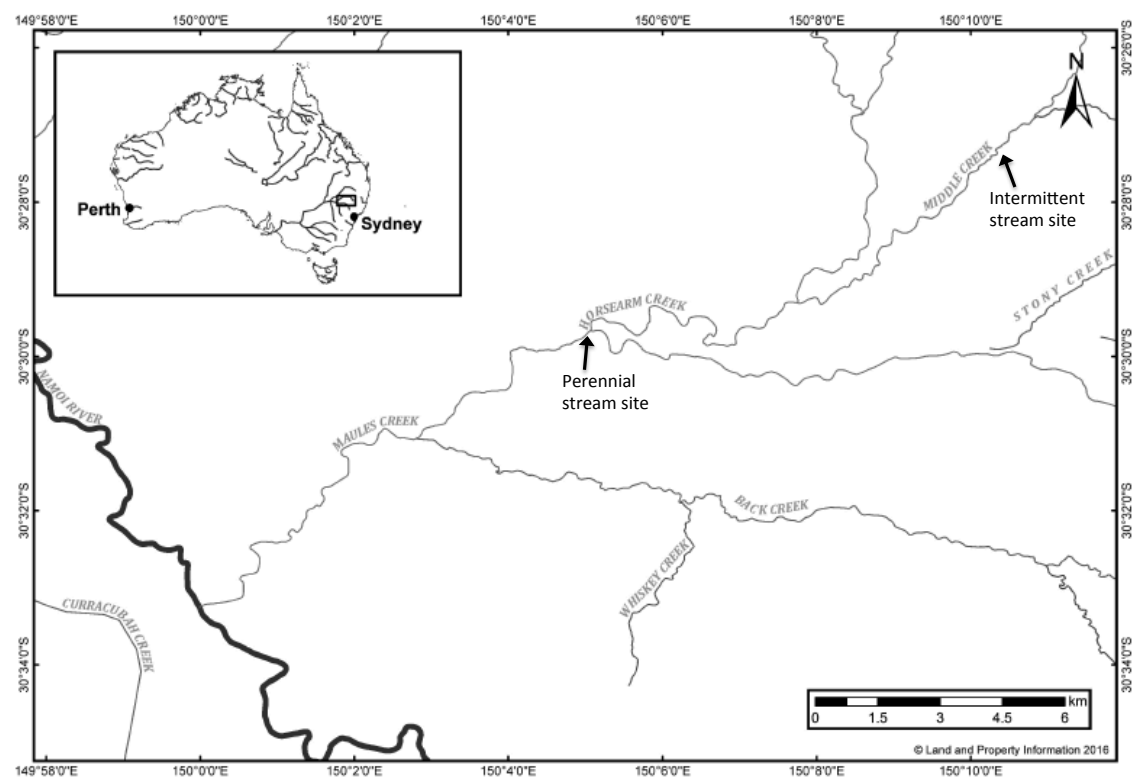 149°58'0"E 150°0'0"E 150°2'0"E 150°4'0"E 150°6'0"E 150°8'0"E 150°10'0"E
30°26'0"S
N
Perth
Sydney
30°28'0"S
30°28'0"S
MIDDLE CREEK
Intermittent
stream site
STONY CREEK
HORSEARM CREEK
30°30'0"S
30°30'0"S
Perennial
stream site
NAMOI RIVER
MAULES CREEK
30°32'0"S
30°32'0"S
BACK CREEK
WHISKEY CREEK
CURRACUBAH CREEK
30°34'0"S
30°34'0"S
km
0 1.5 3 4.5 6
© Land and Property Information 2016
149°58'0"E 150°0'0"E 150°2'0"E 150°4'0"E 150°6'0"E 150°8'0"E 150°10'0"E